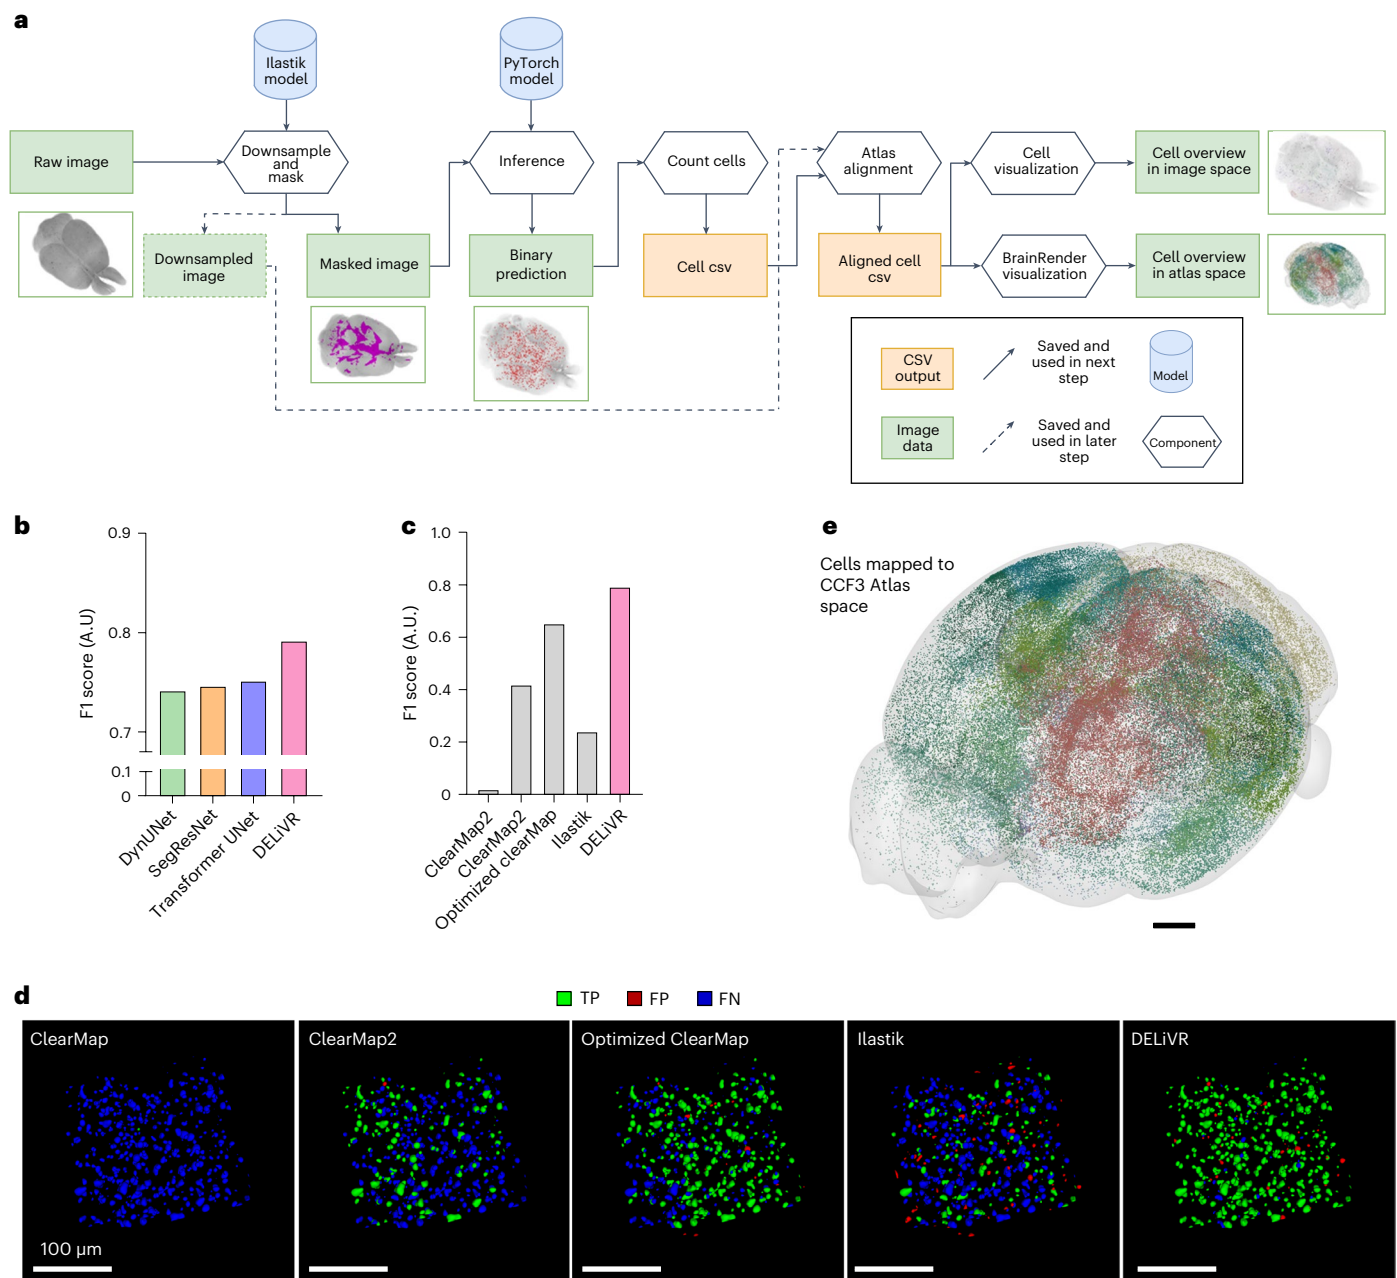 a
Ilastik
model
PyTorch
model
Raw image
Downsample
and
mask
Inference
Count cells
Atlas
alignment
Cell
visualization
Cell overview
in image space
Downsampled
image
Masked image
Binary
prediction
Cell csv
Aligned cell
csv
BrainRender
visualization
Cell overview
in atlas space
CSV
output
Saved and
used in next
step
Model
Image
data
Saved and
used in later
step
Component
b
F1 score (A.U)
0.9
0.8
0.7
0.1
0
DynUNet
SegResNet
Transformer UNet
DELiVR
c
F1 score (A.U.)
1.0
0.8
0.6
0.4
0.2
0
ClearMap2
ClearMap2
Optimized clearMap
Ilastik
DELiVR
e
Cells mapped to
CCF3 Atlas
space
d
TP
FP
FN
ClearMap
ClearMap2
Optimized ClearMap
Ilastik
DELiVR
100 µm